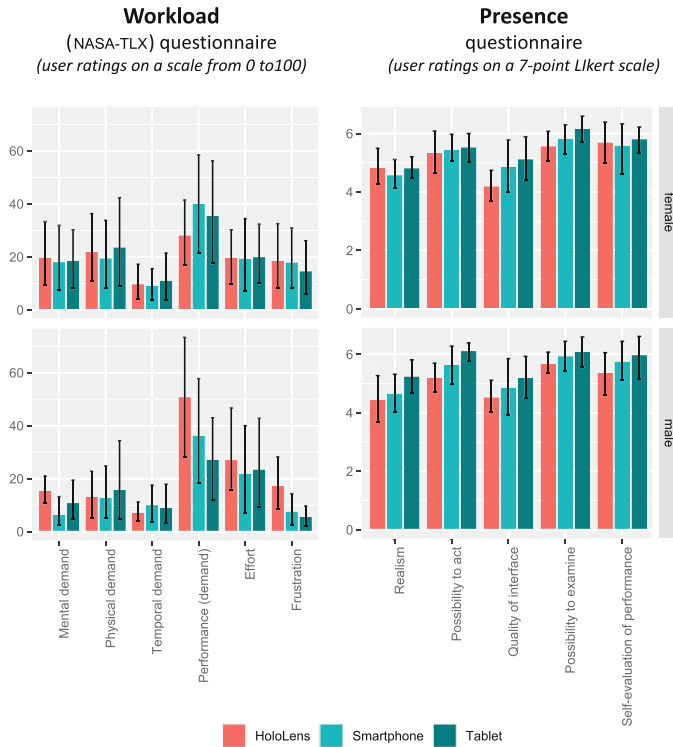 Workload
(NASA-TLX) questionnaire
(user ratings on a scale from 0 to100)
Presence
questionnaire
(user ratings on a 7-point LIkert scale)
60
40
20
0
6
4
2
0
female
60
40
20
0
6
4
2
0
male
Mental demand
Physical demand
Temporal demand
Performance (demand)
Effort
Frustration
Realism
Possibility to act
Quality of interface
Possibility to examine
Self-evaluation of performance
HoloLens
Smartphone
Tablet